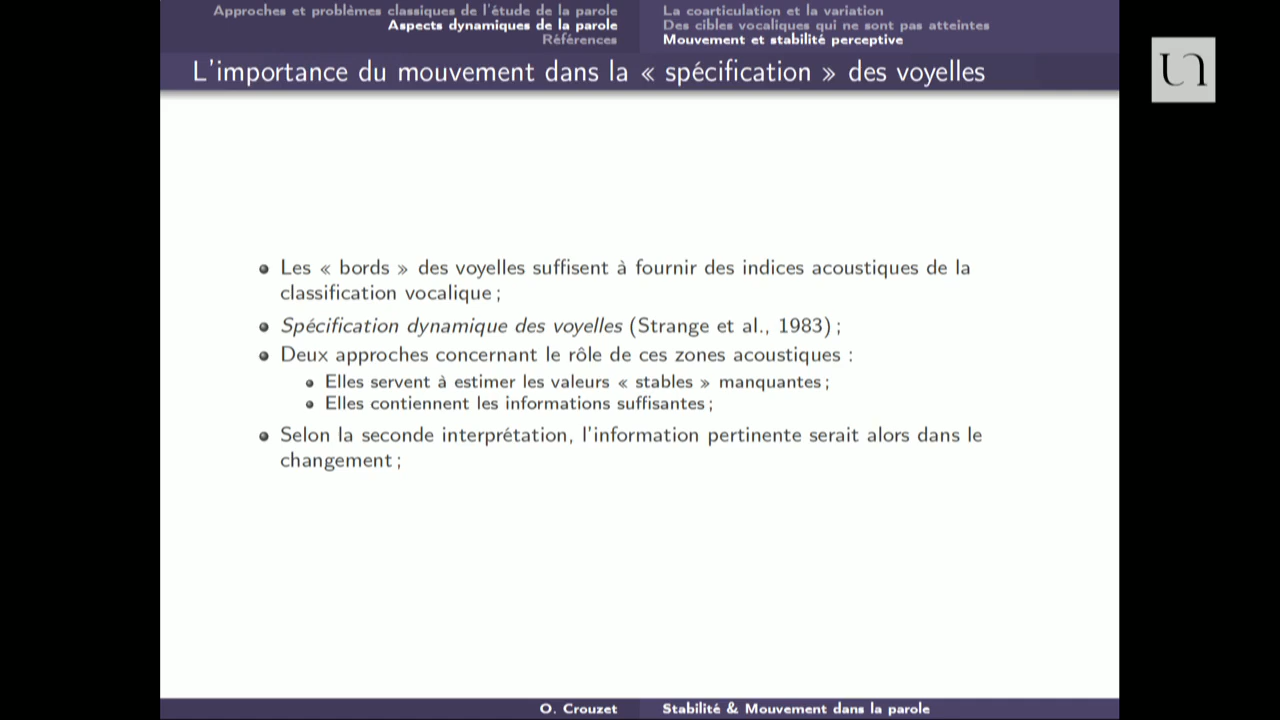 Approches et problèmes classiques de l'étude de la parole
Aspects dynamiques de la parole
Références
La coarticulation et la variation
Des cibles vocaliques qui ne sont pas atteintes
Mouvement et stabilité perceptive
L'importance du mouvement dans la « spécification » des voyelles
Les « bords » des voyelles suffisent à fournir des indices acoustiques de la
classification vocalique ;
Spécification dynamique des voyelles (Strange et al., 1983) ;
Deux approches concernant le rôle de ces zones acoustiques :
Elles servent à estimer les valeurs « stables » manquantes ;
Elles contiennent les informations suffisantes ;
Selon la seconde interprétation, l'information pertinente serait alors dans le
changement ;
O. Crouzet
Stabilité & Mouvement dans la parole